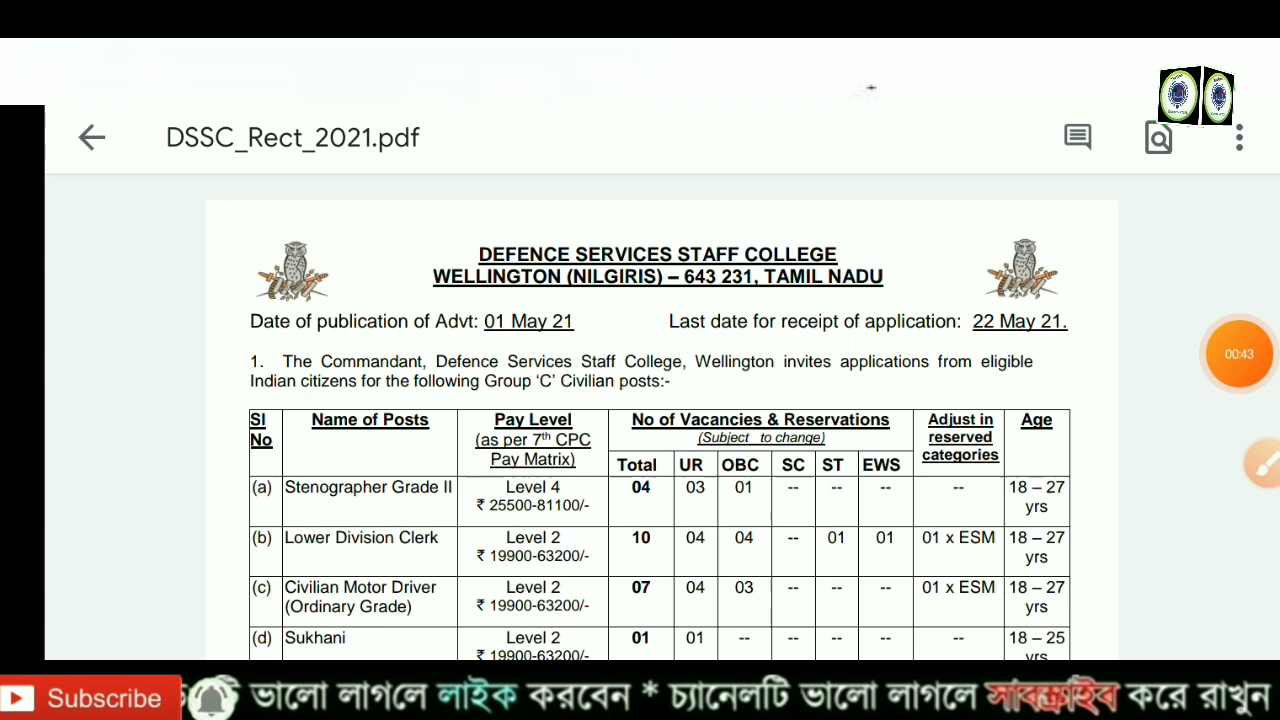 DSSC_Rect_2021.pdf
DEFENCE SERVICES STAFF COLLEGE
WELLINGTON (NILGIRIS) – 643 231, TAMIL NADU
Date of publication of Advt: 01 May 21 Last date for receipt of application: 22 May 21.
1. The Commandant, Defence Services Staff College, Wellington invites applications from eligible
Indian citizens for the following Group ‘C’ Civilian posts:-
Sl No Name of Posts Pay Level (as per 7th CPC Pay Matrix) No of Vacancies & Reservations (Subject to change) Adjust in reserved categories Age
Total UR OBC SC ST EWS
(a) Stenographer Grade II Level 4 04 03 01 -- -- -- -- 18 – 27
₹ 25500-81100/- yrs
(b) Lower Division Clerk Level 2 10 04 04 -- 01 01 01 x ESM 18 – 27
₹ 19900-63200/- yrs
(c) Civilian Motor Driver Level 2 07 04 03 -- -- -- 01 x ESM 18 – 27
(Ordinary Grade) ₹ 19900-63200/- yrs
(d) Sukhani Level 2 01 01 -- -- -- -- -- 18 – 25
₹ 19900-63200/- yrs
00:43
Subscribe ভালো লাগলে লাইক করবেন * চ্যানেলটি ভালো লাগলে সাবস্ক্রাইব করে রাখুন